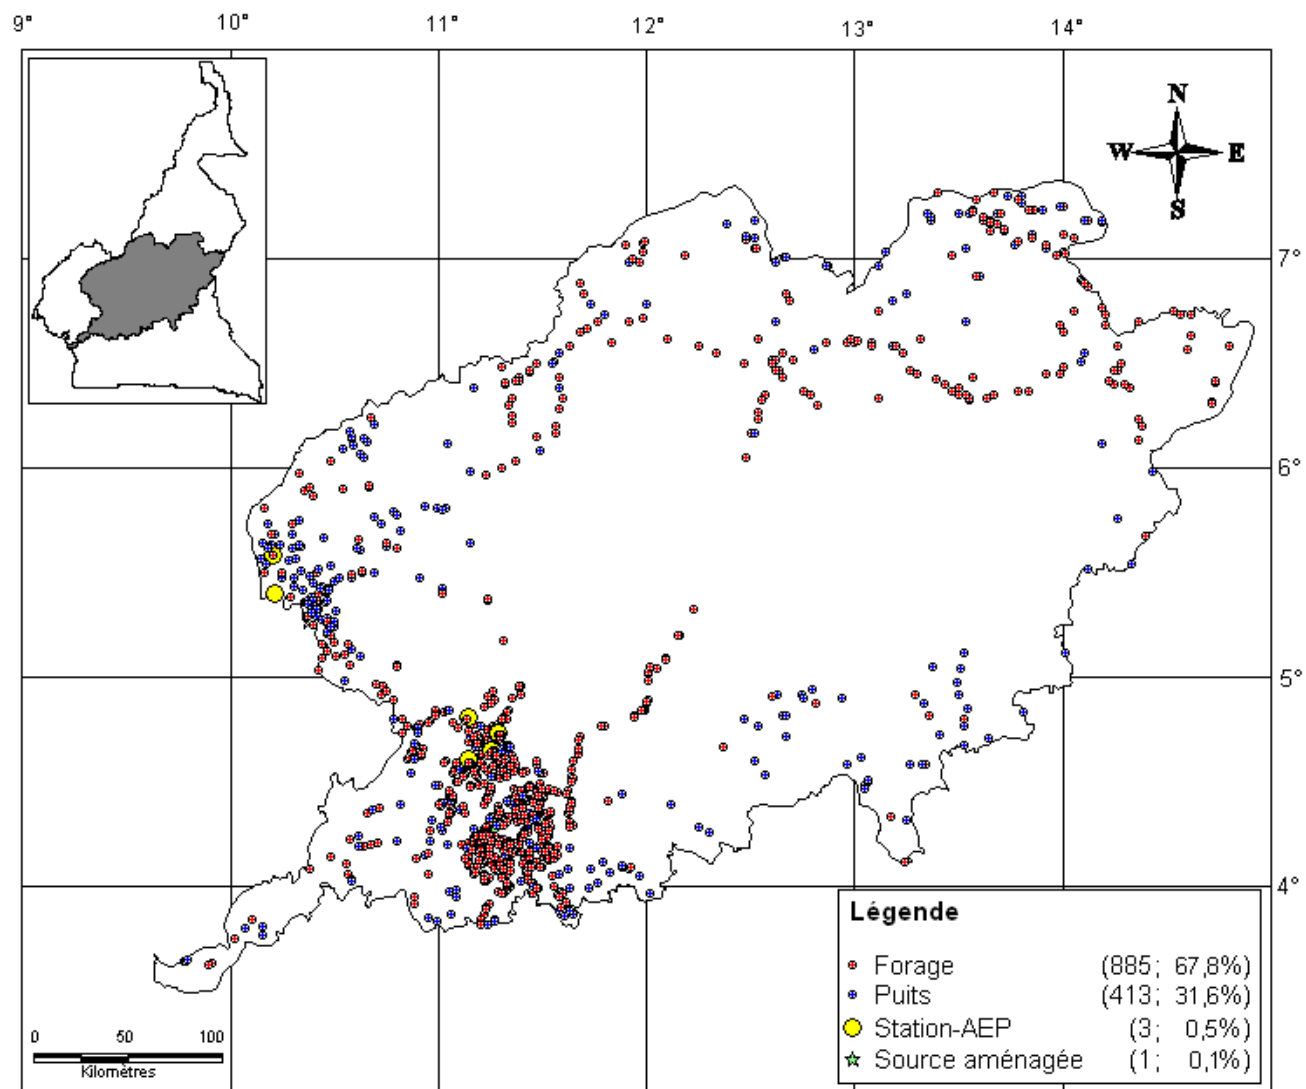 9° 10° 11° 12° 13° 14°
N
W E
S
7°
6°
5°
4°
Légende
Forage (885; 67,8%)
Puits (413; 31,6%)
Station-AEP (3; 0,5%)
Source aménagée (1; 0,1%)
0 50 100
Kilomètres